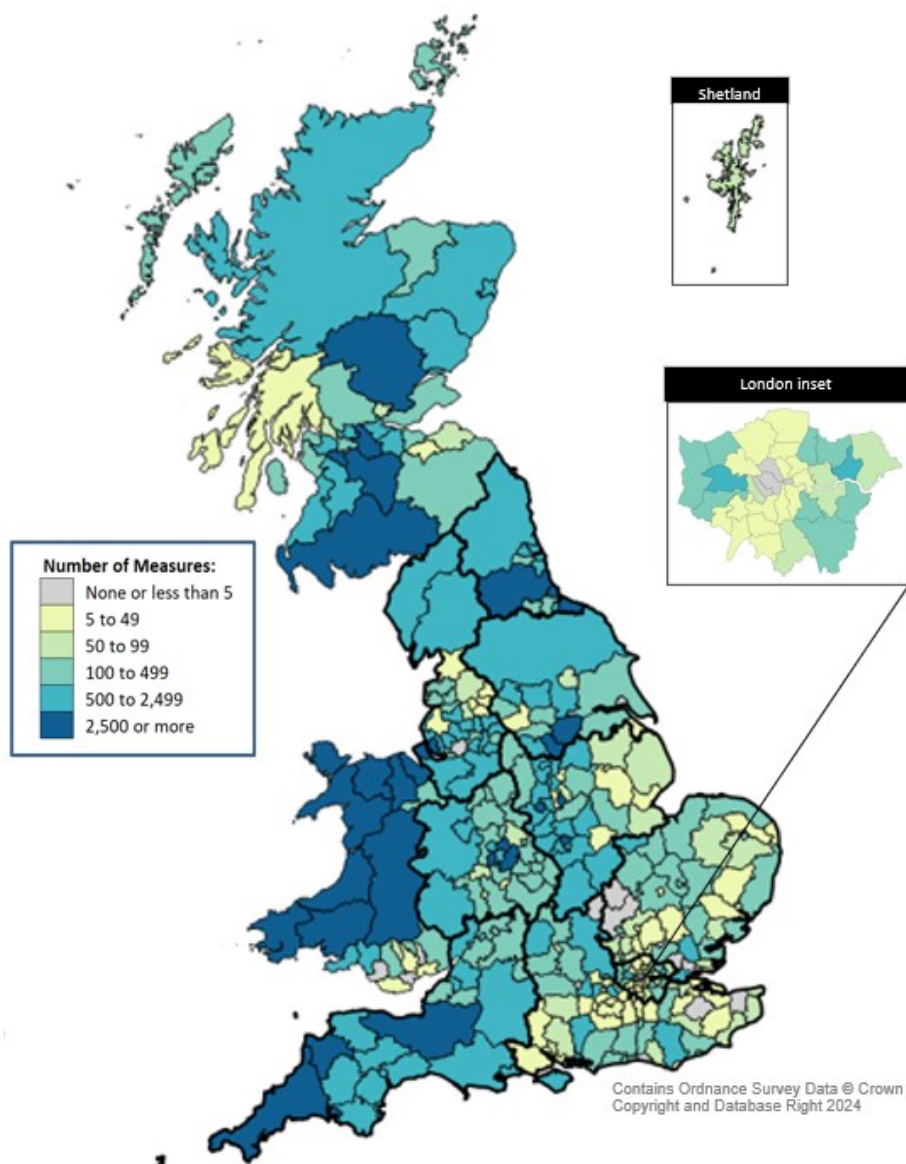 Shetland
London inset
Number of Measures:
None or less than 5
5 to 49
50 to 99
100 to 499
500 to 2,499
2,500 or more
Contains Ordnance Survey Data © Crown
Copyright and Database Right 2024